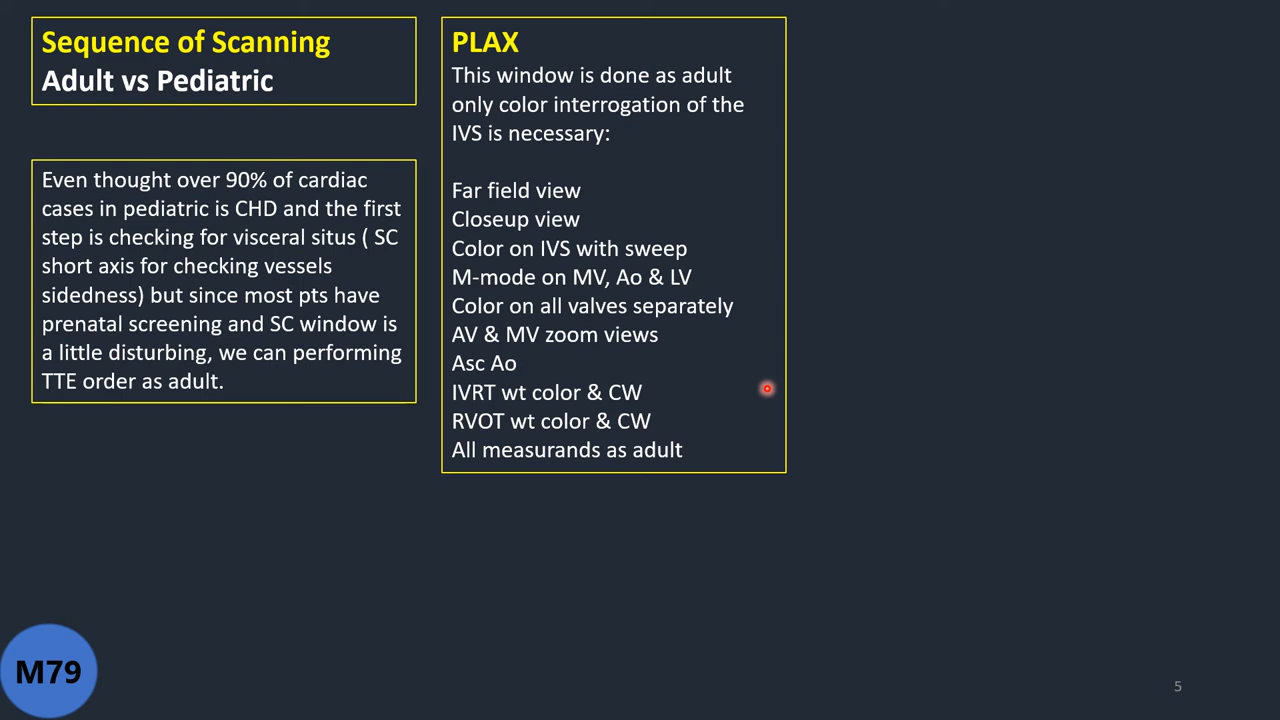 Sequence of Scanning
Adult vs Pediatric
Even thought over 90% of cardiac
cases in pediatric is CHD and the first
step is checking for visceral situs ( SC
short axis for checking vessels
sidedness) but since most pts have
prenatal screening and SC window is
a little disturbing, we can performing
TTE order as adult.
PLAX
This window is done as adult
only color interrogation of the
IVS is necessary:
Far field view
Closeup view
Color on IVS with sweep
M-mode on MV, Ao & LV
Color on all valves separately
AV & MV zoom views
Asc Ao
IVRT wt color & CW
RVOT wt color & CW
All measurands as adult
M79
5